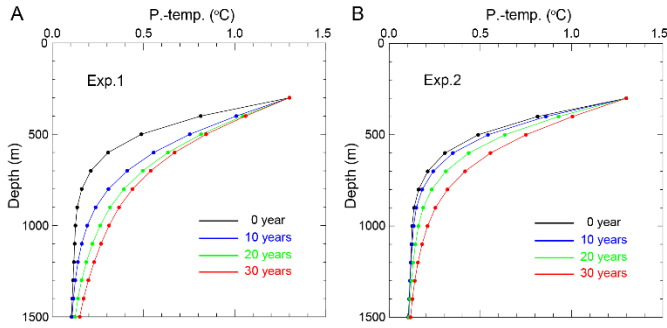 A
P.-temp. (°C)
0 0.5 1.0 1.5
0
500
1000
1500
Depth (m)
Exp.1
0 year
10 years
20 years
30 years
B
P.-temp. (°C)
0 0.5 1.0 1.5
0
500
1000
1500
Depth (m)
Exp.2
0 year
10 years
20 years
30 years